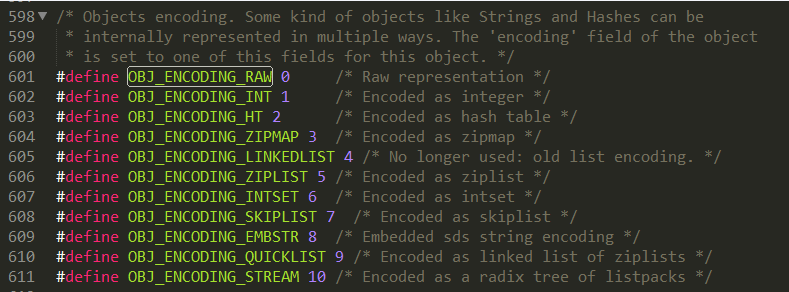 598 /* Objects encoding. Some kind of objects like Strings and Hashes can be
599 * internally represented in multiple ways. The 'encoding' field of the object
600 * is set to one of this fields for this object. */
601 #define OBJ_ENCODING_RAW 0 /* Raw representation */
602 #define OBJ_ENCODING_INT 1 /* Encoded as integer */
603 #define OBJ_ENCODING_HT 2 /* Encoded as hash table */
604 #define OBJ_ENCODING_ZIPMAP 3 /* Encoded as zipmap */
605 #define OBJ_ENCODING_LINKEDLIST 4 /* No longer used: old list encoding. */
606 #define OBJ_ENCODING_ZIPLIST 5 /* Encoded as ziplist */
607 #define OBJ_ENCODING_INTSET 6 /* Encoded as intset */
608 #define OBJ_ENCODING_SKIPLIST 7 /* Encoded as skiplist */
609 #define OBJ_ENCODING_EMBSTR 8 /* Embedded sds string encoding */
610 #define OBJ_ENCODING_QUICKLIST 9 /* Encoded as linked list of ziplists */
611 #define OBJ_ENCODING_STREAM 10 /* Encoded as a radix tree of listpacks */